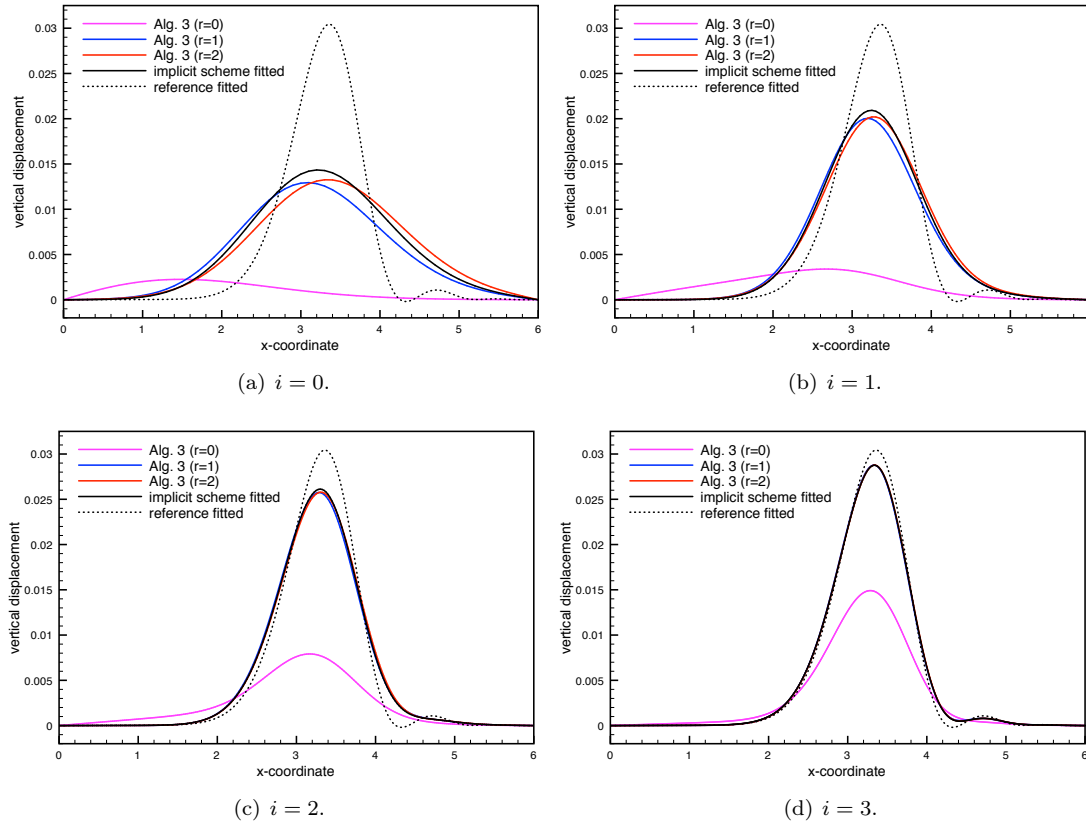 0.03
0.025
0.02
0.015
0.01
0.005
0
vertical displacement
Alg. 3 (r=0)
Alg. 3 (r=1)
Alg. 3 (r=2)
implicit scheme fitted
reference fitted
0 1 2 3 4 5 6
x-coordinate
(a) i = 0.
0.03
0.025
0.02
0.015
0.01
0.005
0
vertical displacement
Alg. 3 (r=0)
Alg. 3 (r=1)
Alg. 3 (r=2)
implicit scheme fitted
reference fitted
0 1 2 3 4 5
x-coordinate
(b) i = 1.
0.03
0.025
0.02
0.015
0.01
0.005
0
vertical displacement
Alg. 3 (r=0)
Alg. 3 (r=1)
Alg. 3 (r=2)
implicit scheme fitted
reference fitted
0 1 2 3 4 5 6
x-coordinate
(c) i = 2.
0.03
0.025
0.02
0.015
0.01
0.005
0
vertical displacement
Alg. 3 (r=0)
Alg. 3 (r=1)
Alg. 3 (r=2)
implicit scheme fitted
reference fitted
0 1 2 3 4 5 6
x-coordinate
(d) i = 3.